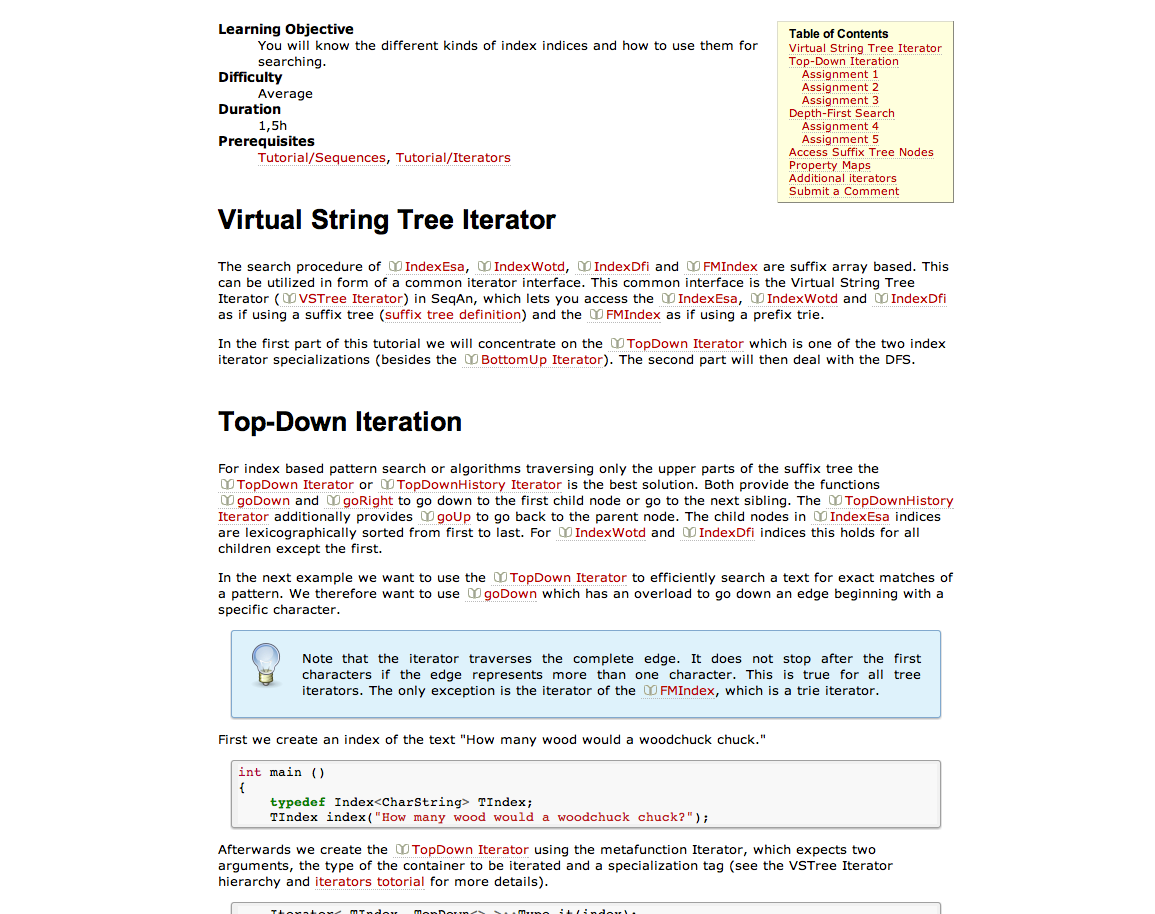 Learning Objective
You will know the different kinds of index indices and how to use them for
searching.
Difficulty
Average
Duration
1,5h
Prerequisites
Tutorial/Sequences, Tutorial/Iterators
Table of Contents
Virtual String Tree Iterator
Top-Down Iteration
Assignment 1
Assignment 2
Assignment 3
Depth-First Search
Assignment 4
Assignment 5
Access Suffix Tree Nodes
Property Maps
Additional iterators
Submit a Comment
Virtual String Tree Iterator
The search procedure of IndexEsa, IndexWotd, IndexDfi and FMIndex are suffix array based. This
can be utilized in form of a common iterator interface. This common interface is the Virtual String Tree
Iterator ( VSTree Iterator) in SeqAn, which lets you access the IndexEsa, IndexWotd and IndexDfi
as if using a suffix tree (suffix tree definition) and the FMIndex as if using a prefix trie.
In the first part of this tutorial we will concentrate on the TopDown Iterator which is one of the two index
iterator specializations (besides the BottomUp Iterator). The second part will then deal with the DFS.
Top-Down Iteration
For index based pattern search or algorithms traversing only the upper parts of the suffix tree the
TopDown Iterator or TopDownHistory Iterator is the best solution. Both provide the functions
goDown and goRight to go down to the first child node or go to the next sibling. The TopDownHistory
Iterator additionally provides goUp to go back to the parent node. The child nodes in IndexEsa indices
are lexicographically sorted from first to last. For IndexWotd and IndexDfi indices this holds for all
children except the first.
In the next example we want to use the TopDown Iterator to efficiently search a text for exact matches of
a pattern. We therefore want to use goDown which has an overload to go down an edge beginning with a
specific character.
Note that the iterator traverses the complete edge. It does not stop after the first
characters if the edge represents more than one character. This is true for all tree
iterators. The only exception is the iterator of the FMIndex, which is a trie iterator.
First we create an index of the text "How many wood would a woodchuck chuck."
int main ()
{
typedef Index<CharString> TIndex;
TIndex index("How many wood would a woodchuck chuck?");
Afterwards we create the TopDown Iterator using the metafunction Iterator, which expects two
arguments, the type of the container to be iterated and a specialization tag (see the VSTree Iterator
hierarchy and iterators totorial for more details).
Iterator< TIndex, TopDown<> >::Type it(index);